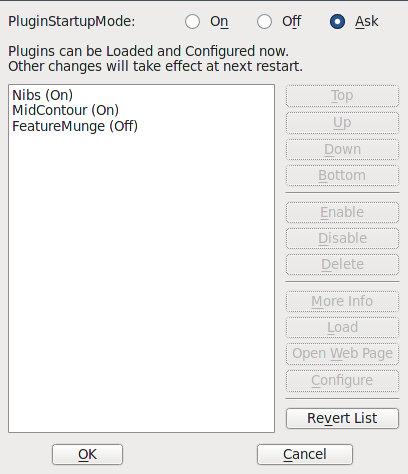 PluginStartupMode: On Off Ask
Plugins can be Loaded and Configured now.
Other changes will take effect at next restart.
Nibs (On)
MidContour (On)
FeatureMunge (Off)
Top
Up
Down
Bottom
Enable
Disable
Delete
More Info
Load
Open Web Page
Configure
Revert List
OK Cancel